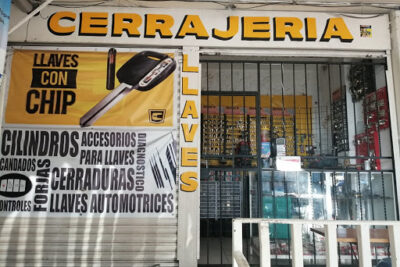 CERRAJERIA
LLAVES
CON
CHIP
LLAVES
CILINDROS
CANDADOS
CONTROLES
FORJAS
ACCESORIOS
PARA LLAVES
CERRADURAS
LLAVES AUTOMOTRICES
DIAGNOSTICO